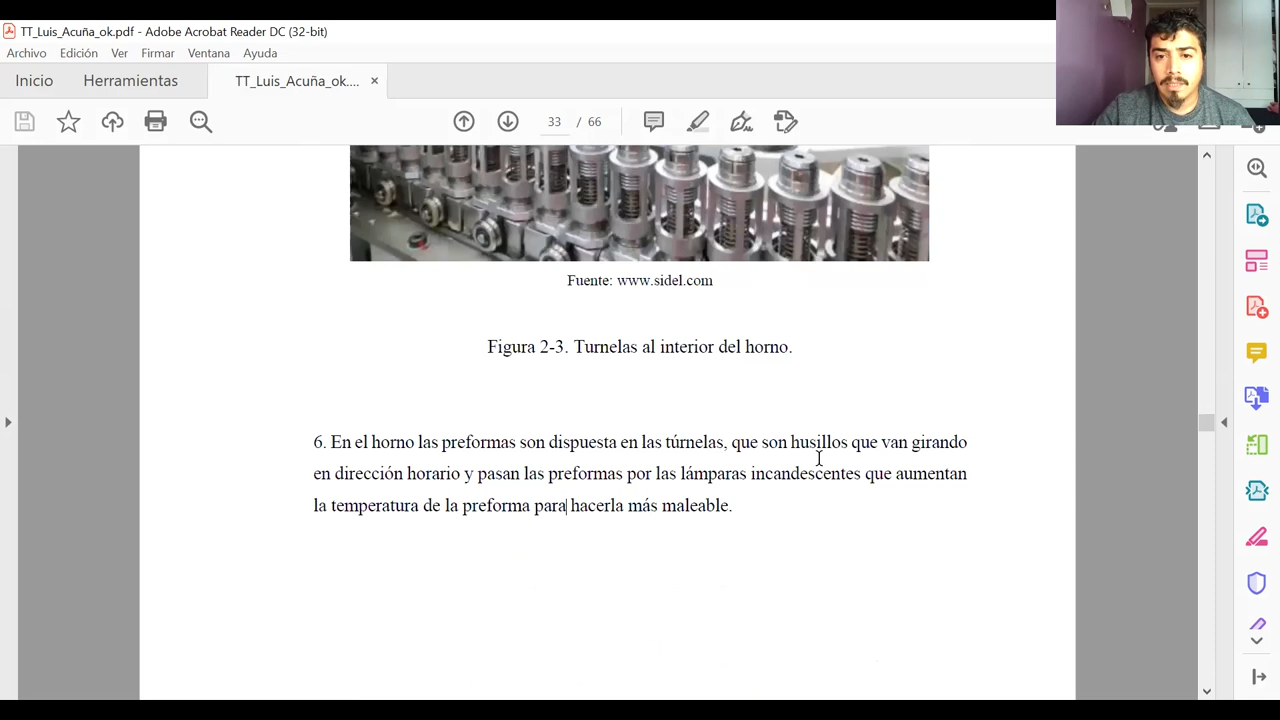 TT_Luis_Acuña_ok.pdf - Adobe Acrobat Reader DC (32-bit)
Archivo Edición Ver Firmar Ventana Ayuda
Inicio Herramientas TT_Luis_Acuña_ok.... ×
33 / 66
Fuente: www.sidel.com
Figura 2-3. Turnelas al interior del horno.
6. En el horno las preformas son dispuesta en las túrnelas, que son husillos que van girando
en dirección horario y pasan las preformas por las lámparas incandescentes que aumentan
la temperatura de la preforma para hacerla más maleable.